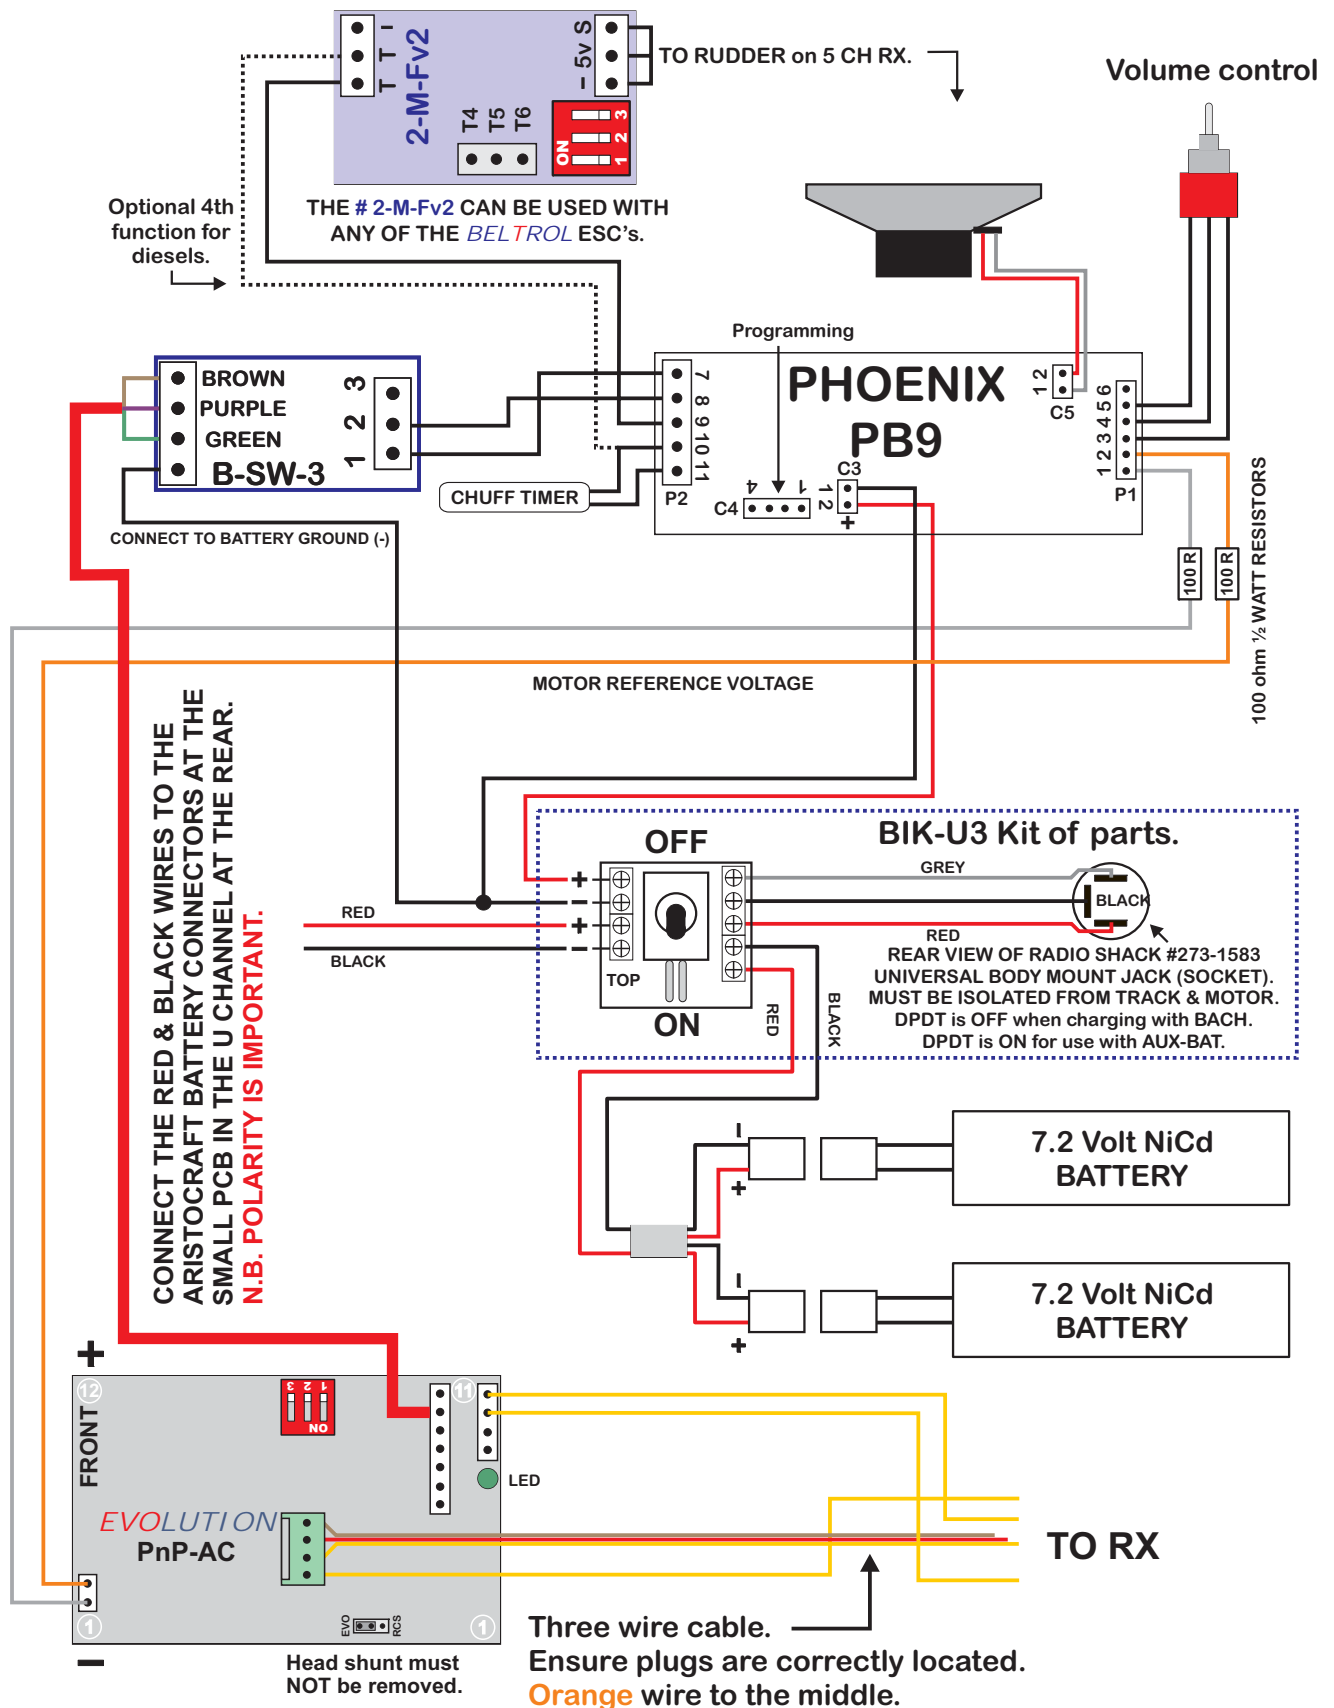 2-M-Fv2
T T –
– 5v S
T4 T5 T6
ON
1 2 3
TO RUDDER on 5 CH RX.
Volume control
THE # 2-M-Fv2 CAN BE USED WITH
ANY OF THE BELTROL ESC's.
Optional 4th
function for
diesels.
Programming
BROWN
PURPLE
GREEN
B-SW-3
1 2 3
CHUFF TIMER
CONNECT TO BATTERY GROUND (-)
PHOENIX
PB9
7 8 9 10 11
P2
C4
4 1
C3
1 2
+
1 2
C5
1 2 3 4 5 6
P1
100 R
100 R
100 ohm ½ WATT RESISTORS
MOTOR REFERENCE VOLTAGE
CONNECT THE RED & BLACK WIRES TO THE
ARISTOCRAFT BATTERY CONNECTORS AT THE
SMALL PCB IN THE U CHANNEL AT THE REAR.
N.B. POLARITY IS IMPORTANT.
BIK-U3 Kit of parts.
OFF
+
–
+
–
RED
BLACK
TOP
ON
GREY
BLACK
RED
REAR VIEW OF RADIO SHACK #273-1583
UNIVERSAL BODY MOUNT JACK (SOCKET).
MUST BE ISOLATED FROM TRACK & MOTOR.
DPDT is OFF when charging with BACH.
DPDT is ON for use with AUX-BAT.
RED
BLACK
–
+
7.2 Volt NiCd
BATTERY
–
+
7.2 Volt NiCd
BATTERY
+
12
FRONT
1 2 3
ON
11
LED
EVOLUTION
PnP-AC
1
EVO
RCS
1
–
TO RX
Head shunt must
NOT be removed.
Three wire cable.
Ensure plugs are correctly located.
Orange wire to the middle.